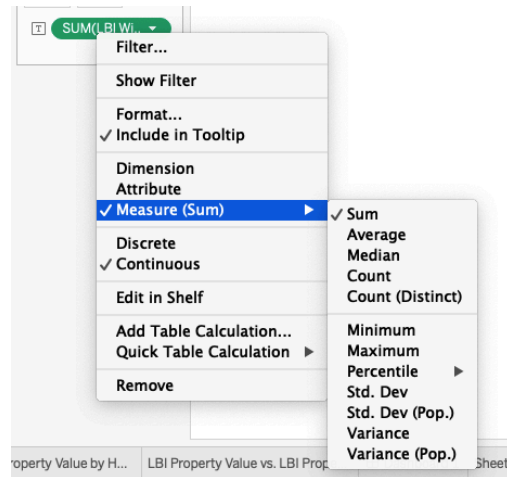 T SUM(LBI Wi..
Filter...
Show Filter
Format...
✓ Include in Tooltip
Dimension
Attribute
✓ Measure (Sum)
Discrete
✓ Continuous
Edit in Shelf
Add Table Calculation...
Quick Table Calculation
Remove
✓ Sum
Average
Median
Count
Count (Distinct)
Minimum
Maximum
Percentile
Std. Dev
Std. Dev (Pop.)
Variance
Variance (Pop.)
roperty Value by H... LBI Property Value vs. LBI Prop Sheet